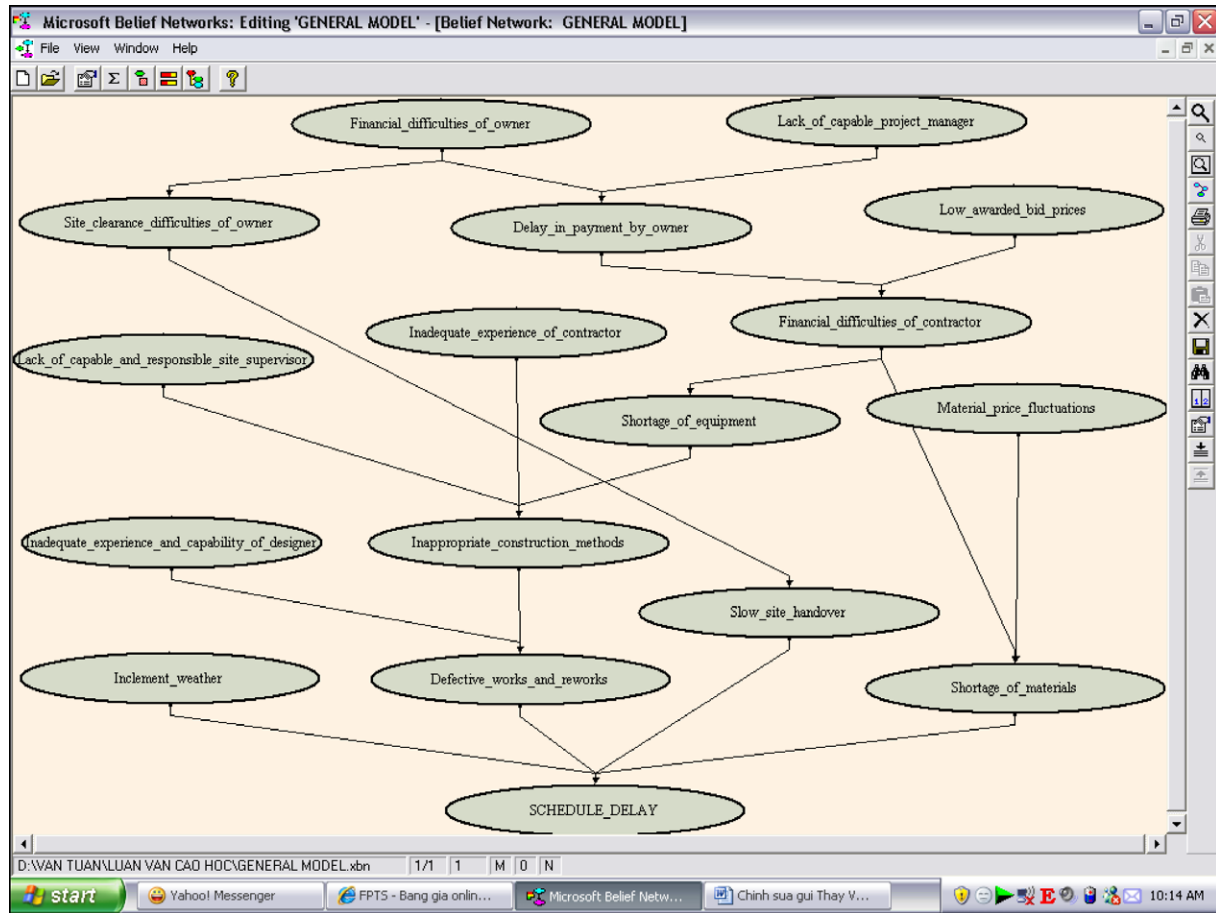 Microsoft Belief Networks: Editing 'GENERAL MODEL' - [Belief Network: GENERAL MODEL]
File View Window Help
Financial_difficulties_of_owner
Lack_of_capable_project_manager
Site_clearance_difficulties_of_owner
Delay_in_payment_by_owner
Low_awarded_bid_prices
Inadequate_experience_of_contractor
Financial_difficulties_of_contractor
Lack_of_capable_and_responsible_site_supervisor
Shortage_of_equipment
Material_price_fluctuations
Inadequate_experience_and_capability_of_designer
Inappropriate_construction_methods
Slow_site_handover
Inclement_weather
Defective_works_and_reworks
Shortage_of_materials
SCHEDULE_DELAY
D:\VAN TUAN\LUAN VAN CAO HOC\GENERAL MODEL.xbn 1/1 1 M 0 N
start Yahoo! Messenger FPTS - Bang gia onlin... Microsoft Belief Netw... Chinh sua gui Thay V... E 10:14 AM